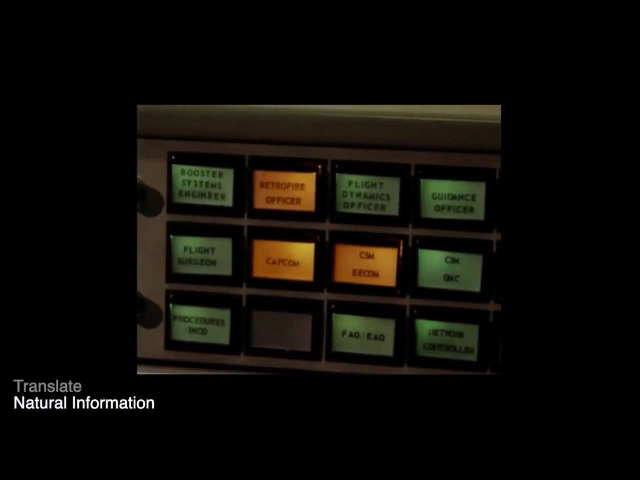 BOOSTER
SYSTEMS
ENGINEER
RETROFIRE
OFFICER
FLIGHT
DYNAMICS
OFFICER
GUIDANCE
OFFICER
FLIGHT
SURGEON
CAPCOM
CSM
EECOM
CSM
GNC
PROCEDURES
/INCO
PAO/EAO
NETWORK
CONTROLLER
Translate
Natural Information